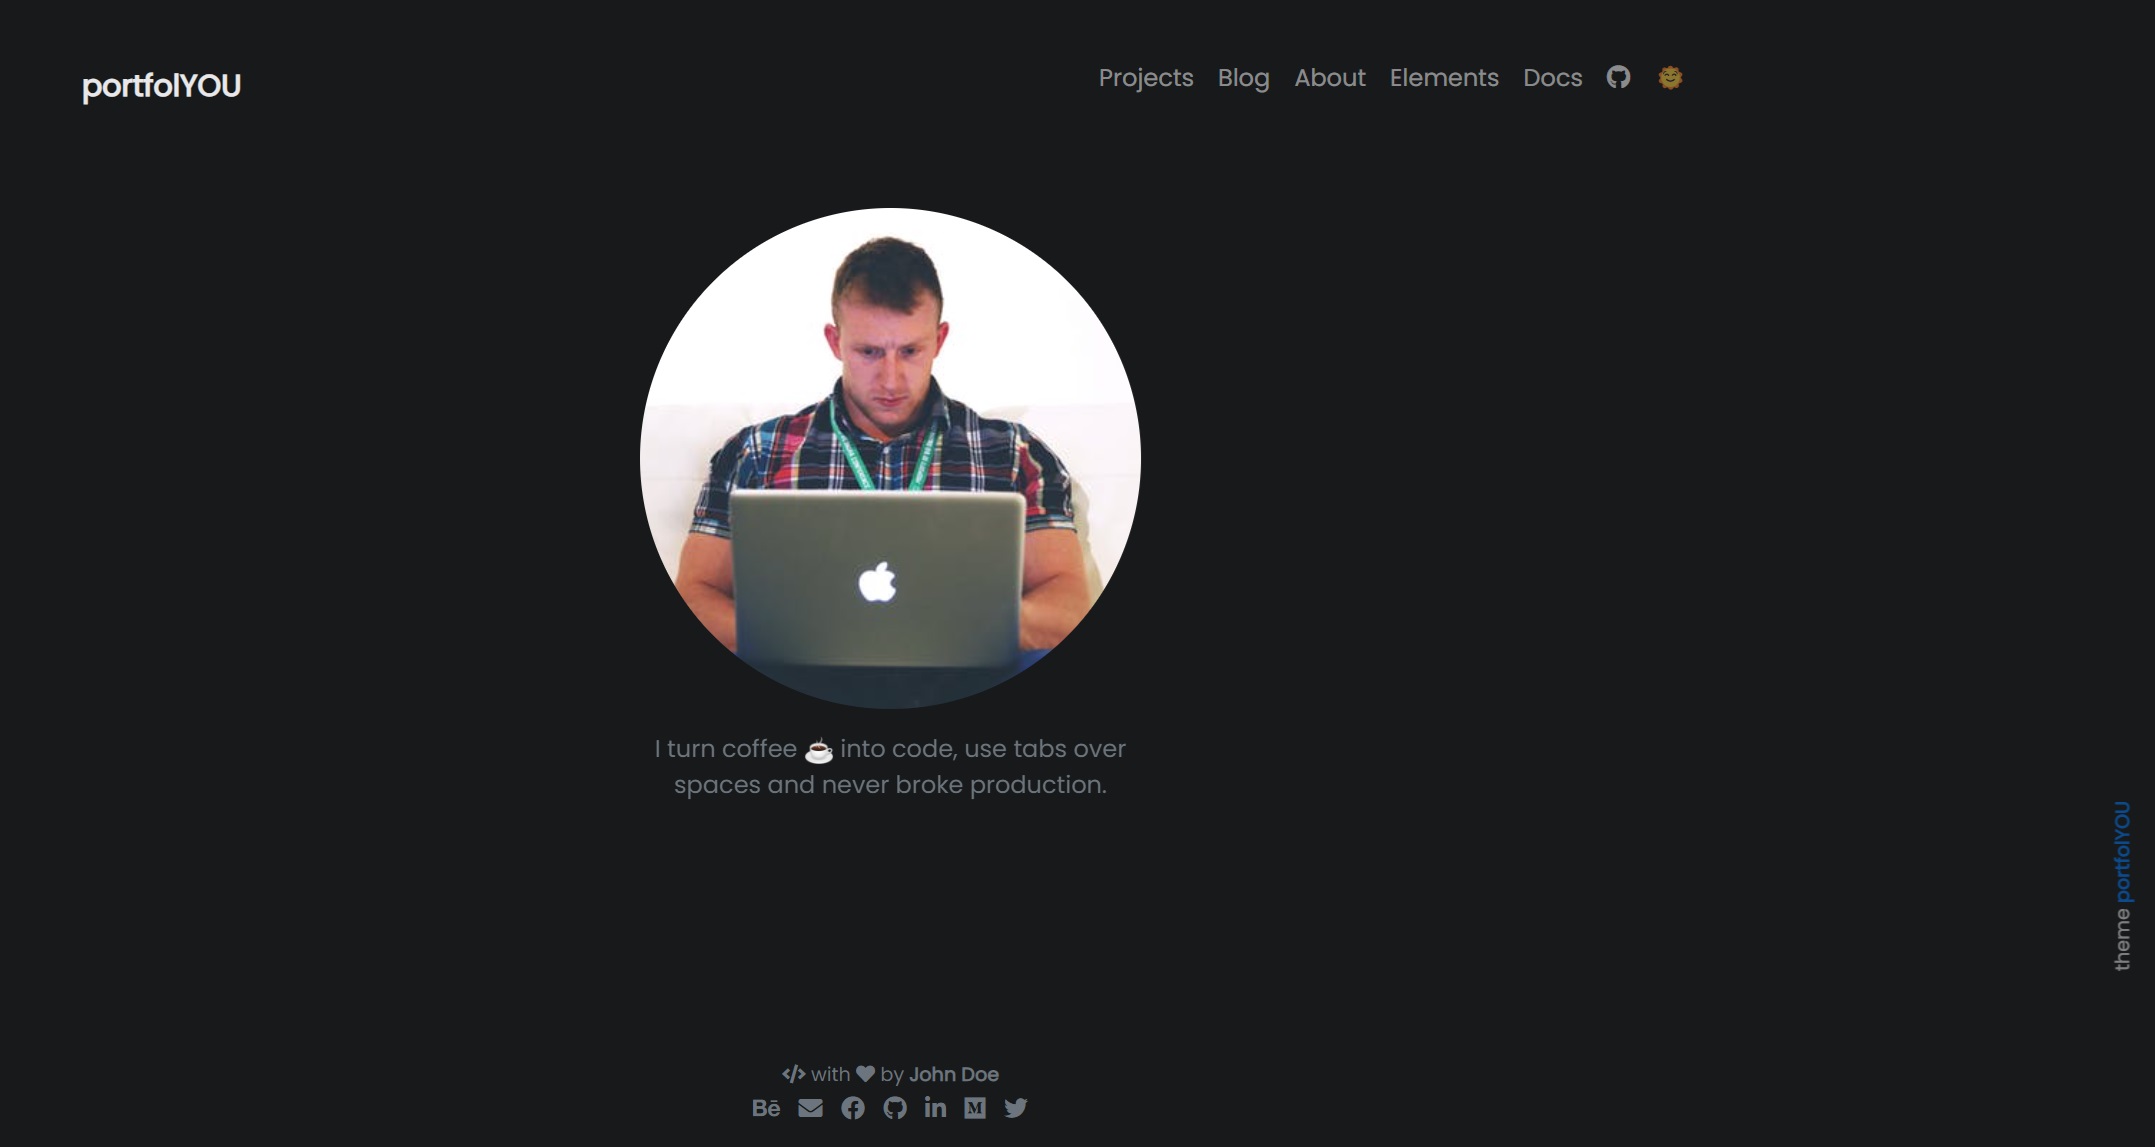 portfolYOU
Projects Blog About Elements Docs
I turn coffee ☕ into code, use tabs over
spaces and never broke production.
theme portfolYOU
</> with ♥ by John Doe
Bē